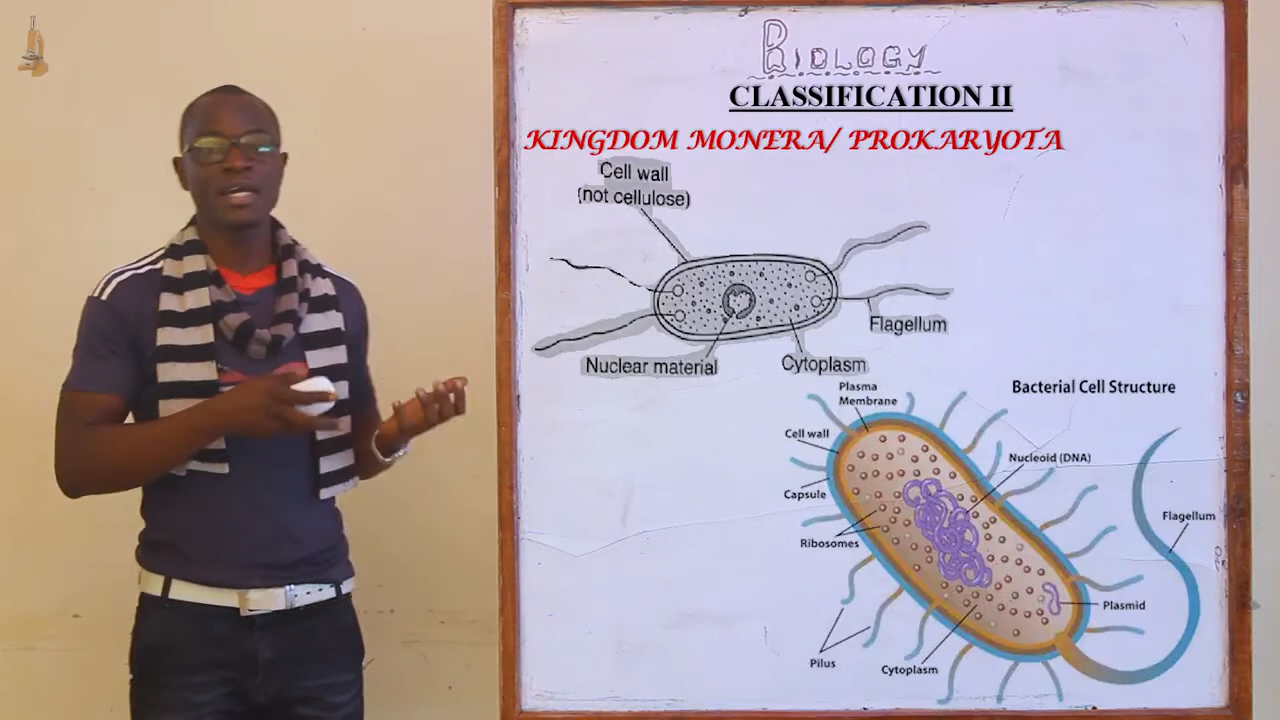 BIOLOGY
CLASSIFICATION II
KINGDOM MONERA/ PROKARYOTA
Cell wall
(not cellulose)
Flagellum
Nuclear material
Cytoplasm
Bacterial Cell Structure
Plasma
Membrane
Cell wall
Nucleoid (DNA)
Capsule
Flagellum
Ribosomes
Plasmid
Pilus
Cytoplasm